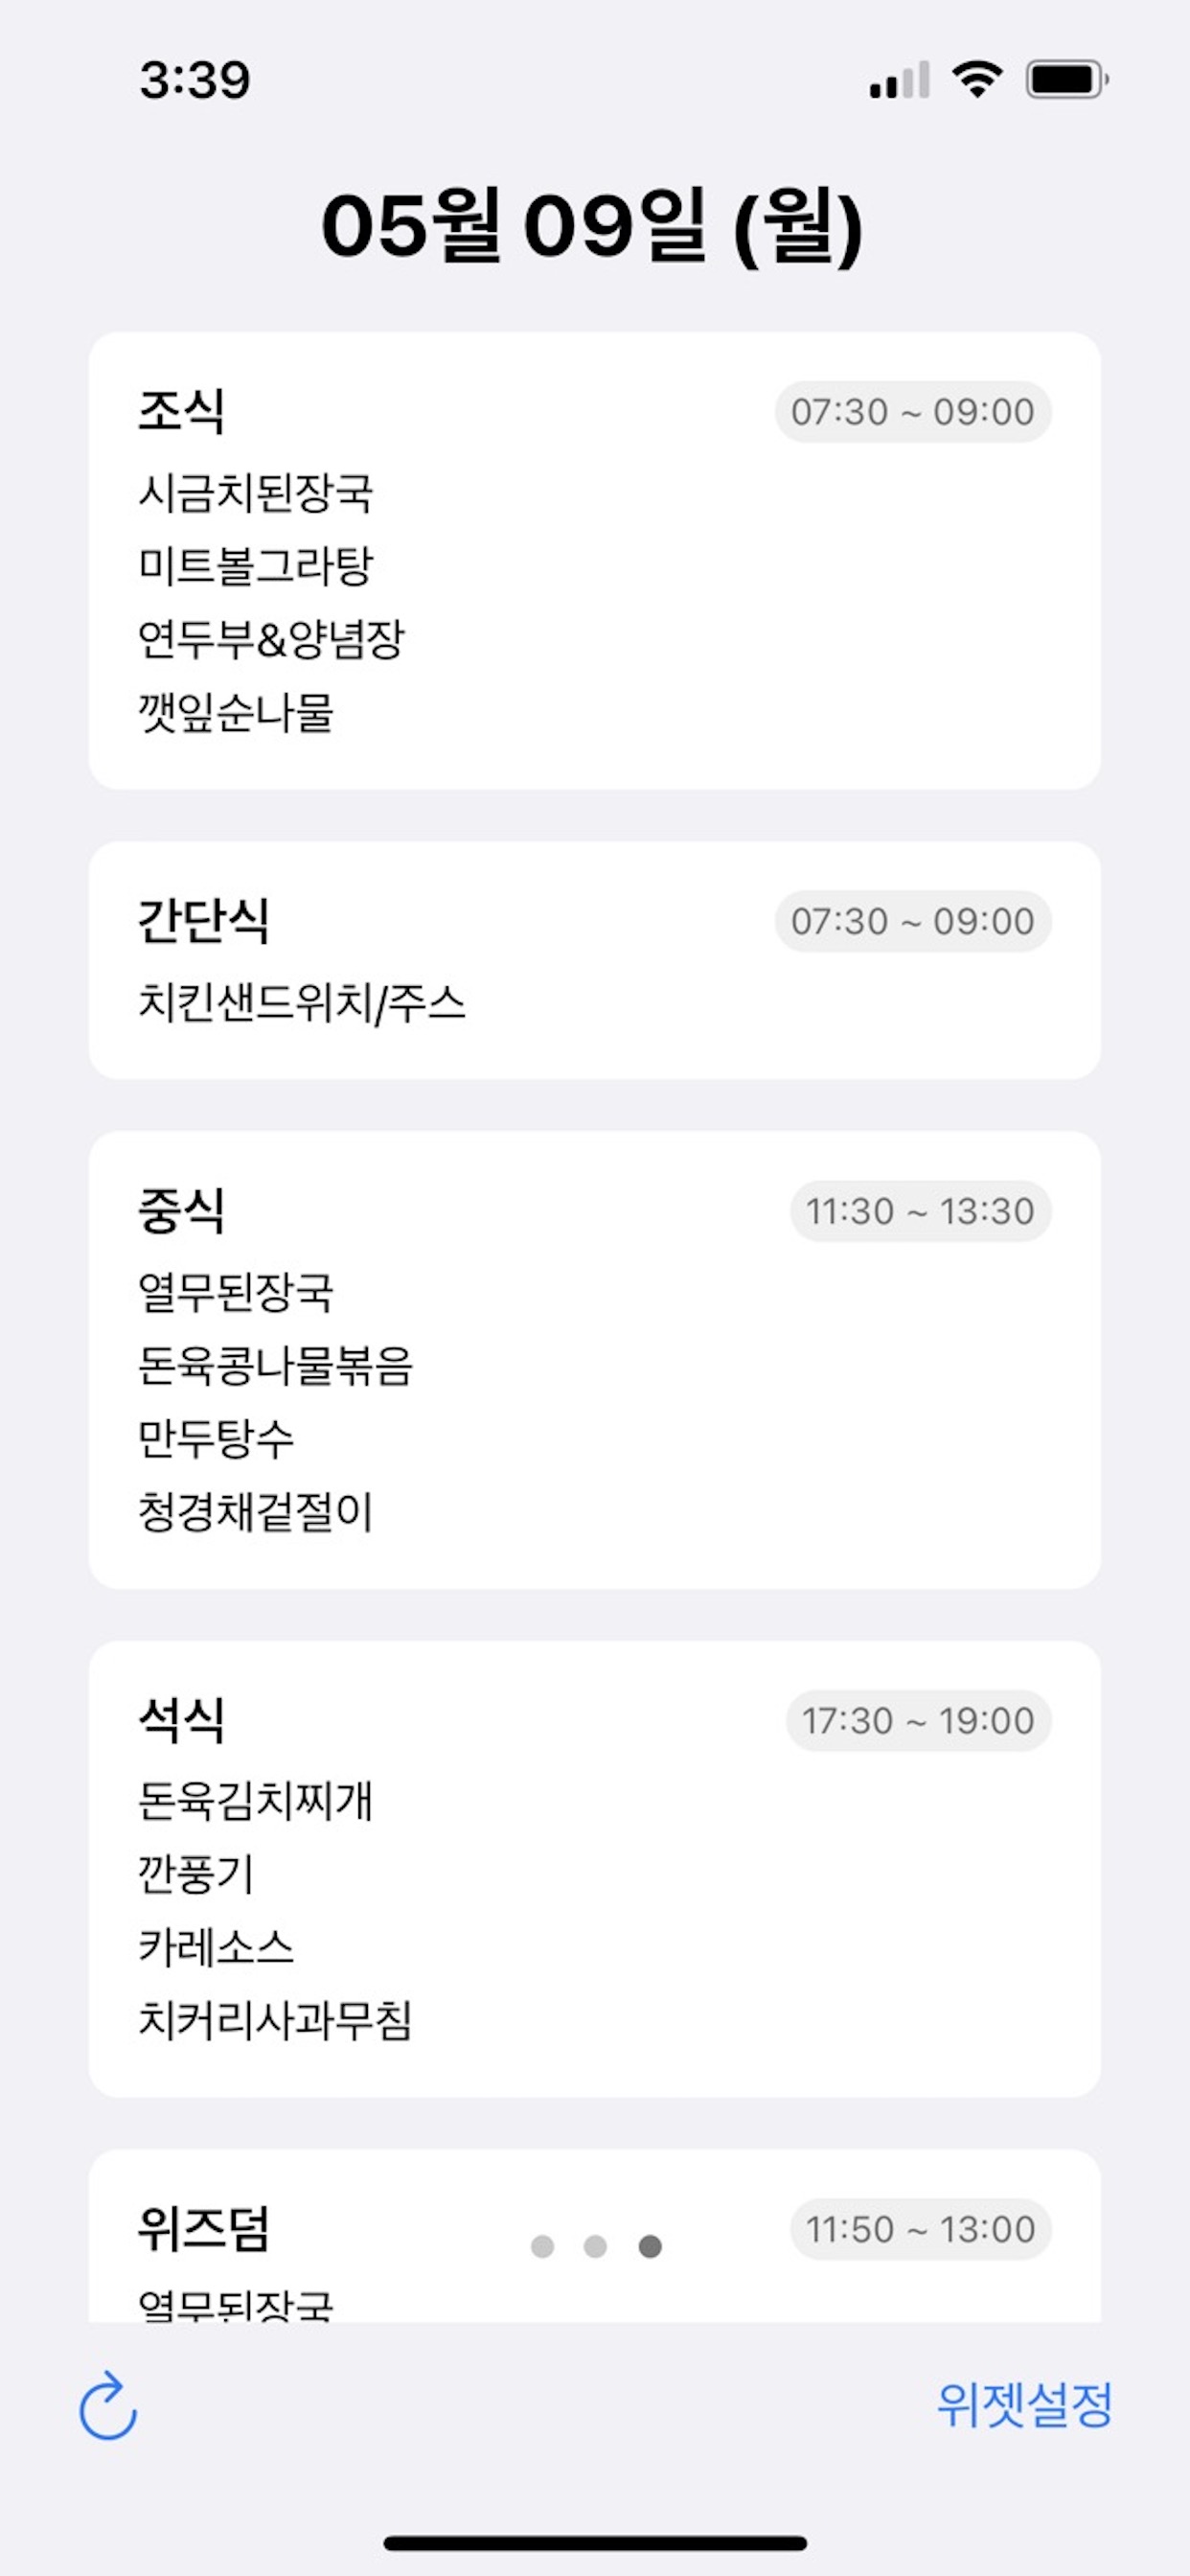 3:39
05월 09일 (월)
조식 07:30 ~ 09:00
시금치된장국
미트볼그라탕
연두부&양념장
깻잎순나물
간단식 07:30 ~ 09:00
치킨샌드위치/주스
중식 11:30 ~ 13:30
열무된장국
돈육콩나물볶음
만두탕수
청경채겉절이
석식 17:30 ~ 19:00
돈육김치찌개
깐풍기
카레소스
치커리사과무침
위즈덤 11:50 ~ 13:00
열무된장국
위젯설정